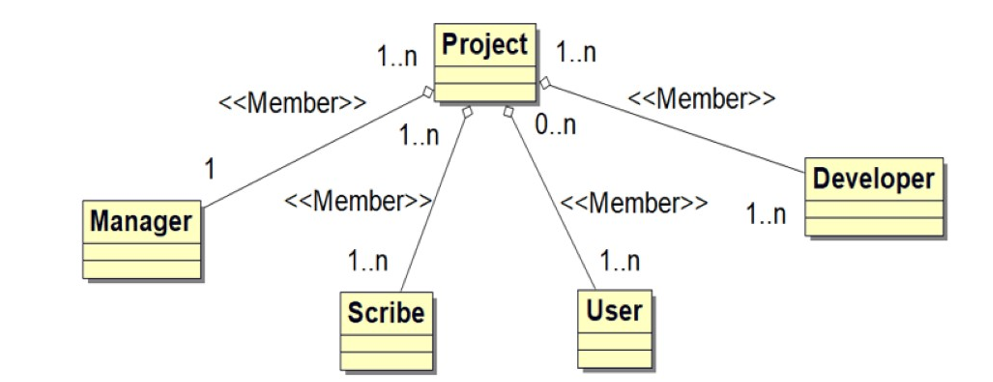 Project
1..n
1..n
<<Member>>
<<Member>>
1..n
0..n
1
Developer
<<Member>>
<<Member>>
Manager
1..n
1..n
1..n
Scribe
User